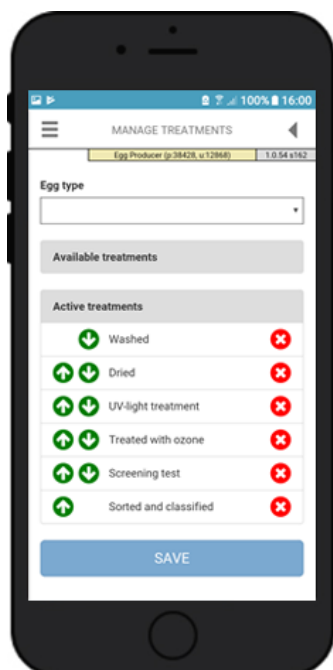 100% 16:00
MANAGE TREATMENTS
Egg Producer (p:38428, u:12868) 1.0.54 s162
Egg type
Available treatments
Active treatments
Washed
Dried
UV-light treatment
Treated with ozone
Screening test
Sorted and classified
SAVE